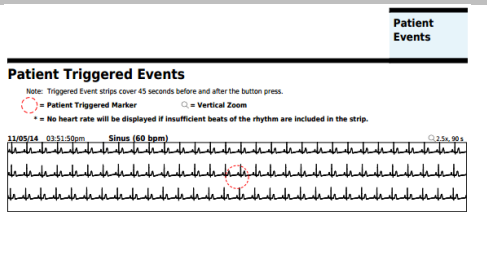 Patient
Events
Patient Triggered Events
Note: Triggered Event strips cover 45 seconds before and after the button press.
= Patient Triggered Marker = Vertical Zoom
* = No heart rate will be displayed if insufficient beats of the rhythm are included in the strip.
11/05/14 03:51:50pm Sinus (60 bpm) 2.5x, 90 s